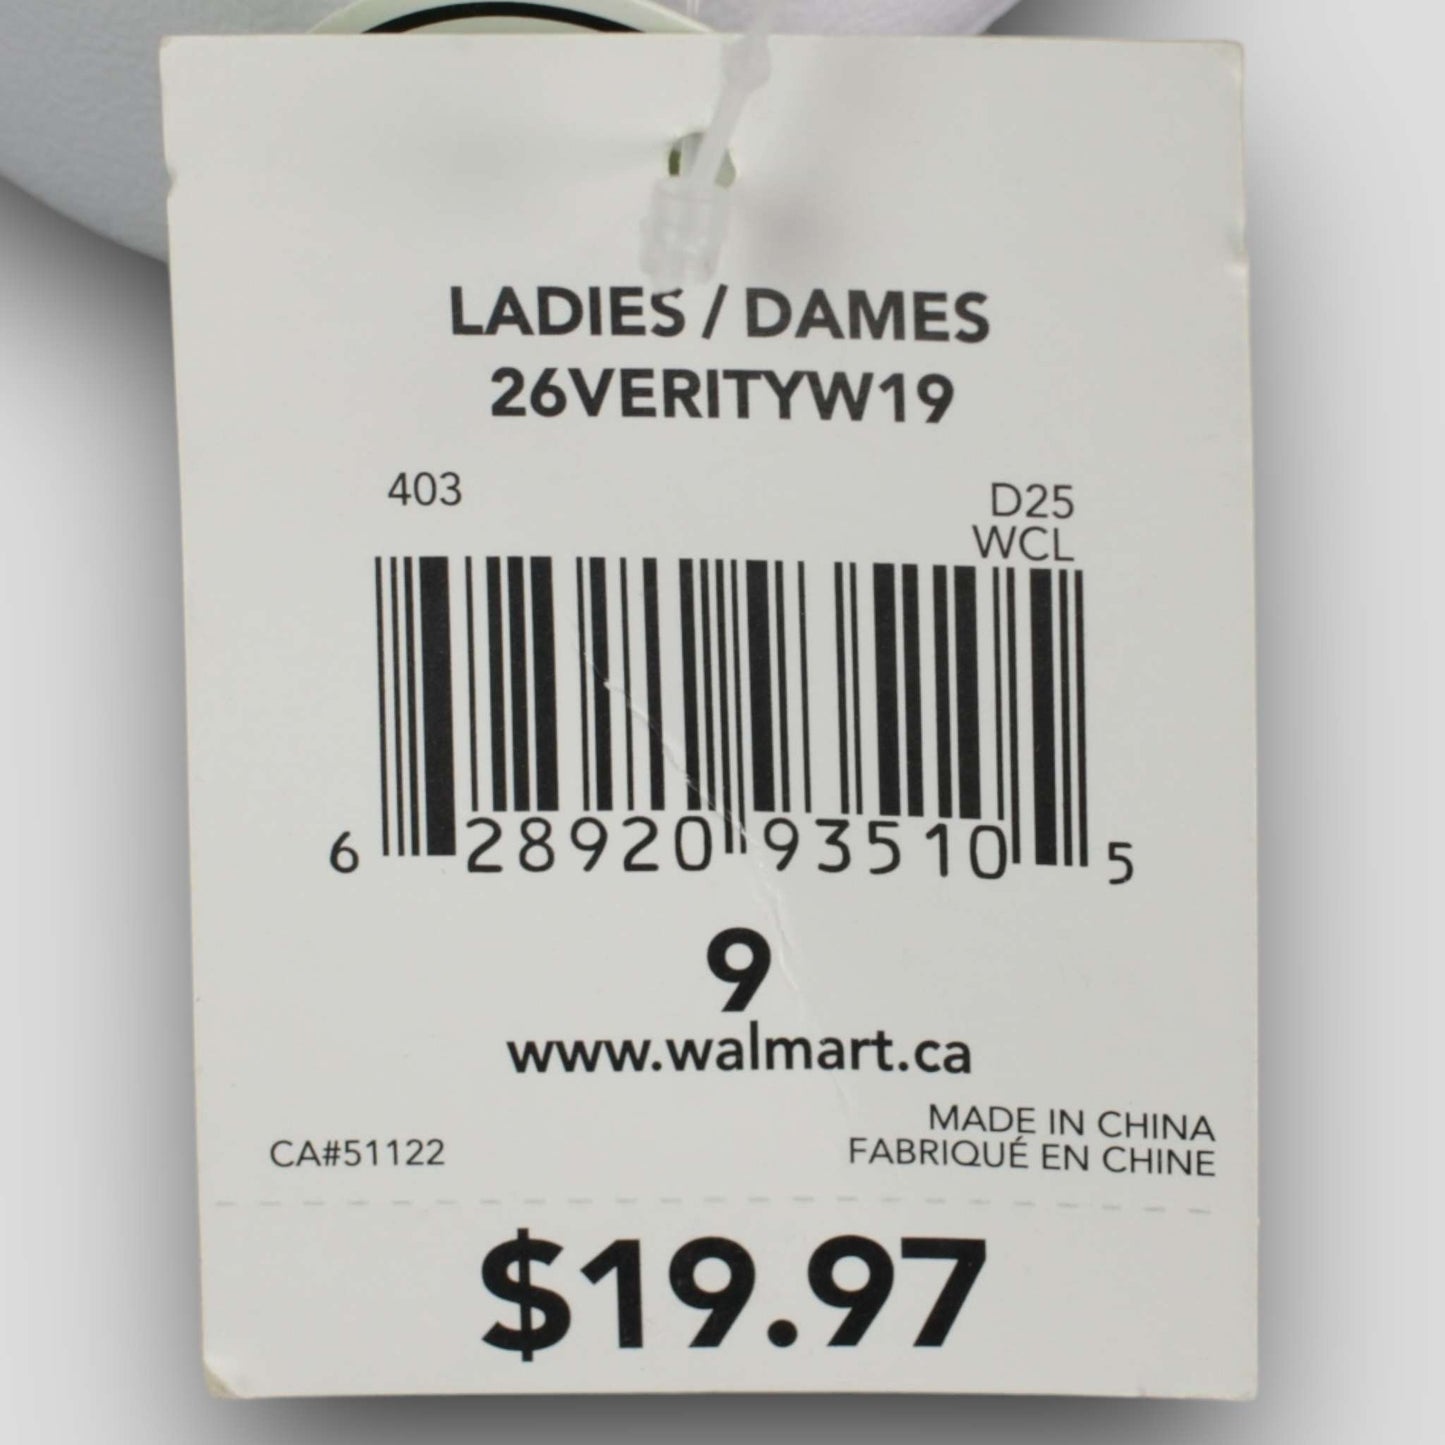 LADIES / DAMES
26VERITYW19
403
D25
WCL
6 28920 93510 5
9
www.walmart.ca
MADE IN CHINA
CA#51122
FABRIQUÉ EN CHINE
$19.97